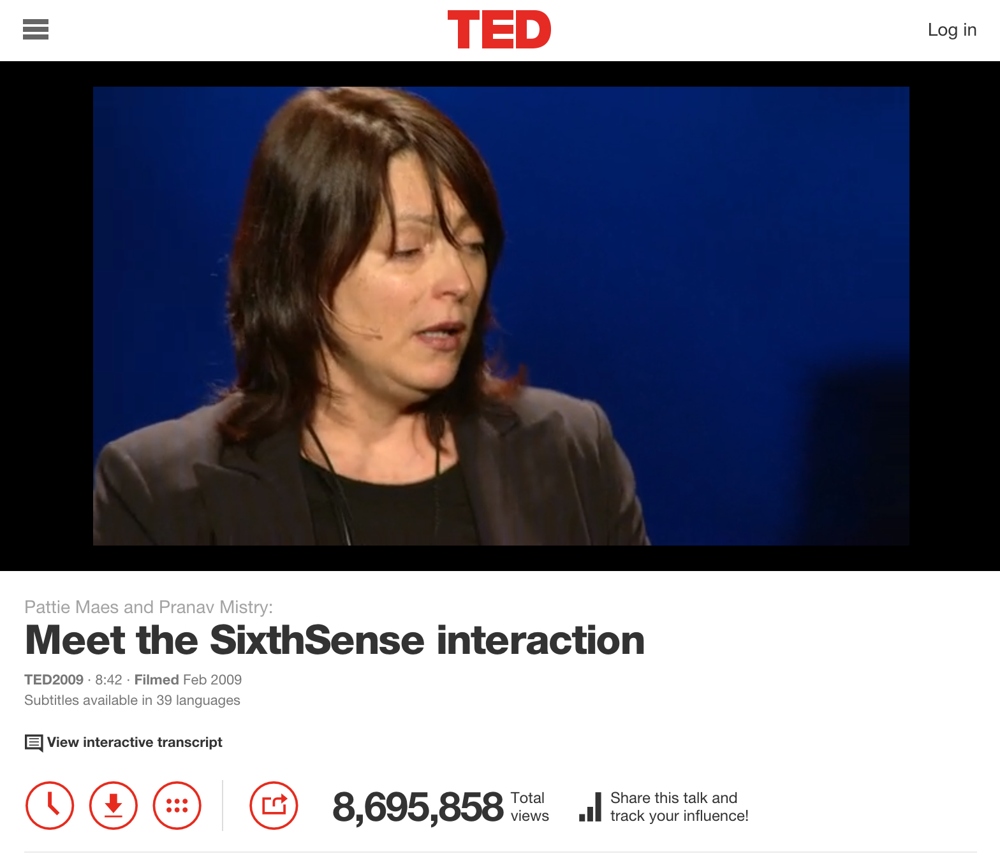 TED
Log in
Pattie Maes and Pranav Mistry:
Meet the SixthSense interaction
TED2009 · 8:42 · Filmed Feb 2009
Subtitles available in 39 languages
View interactive transcript
8,695,858
Total
views
Share this talk and
track your influence!